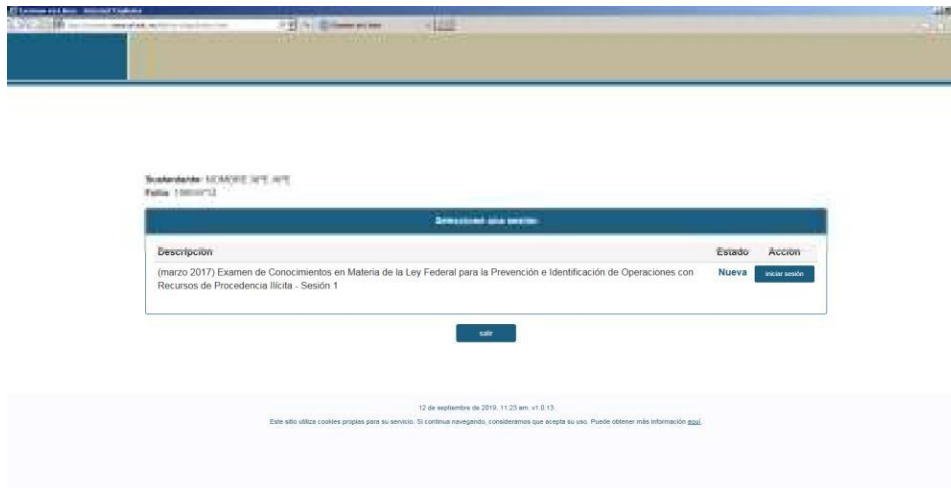 Sustentante: NOMBRE APE APE
Folio:
Seleccione una sesión
Descripción Estado Acción
(marzo 2017) Examen de Conocimientos en Materia de la Ley Federal para la Prevención e Identificación de Operaciones con Nueva iniciar sesión
Recursos de Procedencia Ilícita - Sesión 1
salir
12 de septiembre de 2019, 11:23 am. v1.0.13
Este sitio utiliza cookies propias para su servicio. Si continua navegando, consideramos que acepta su uso. Puede obtener más información aquí.